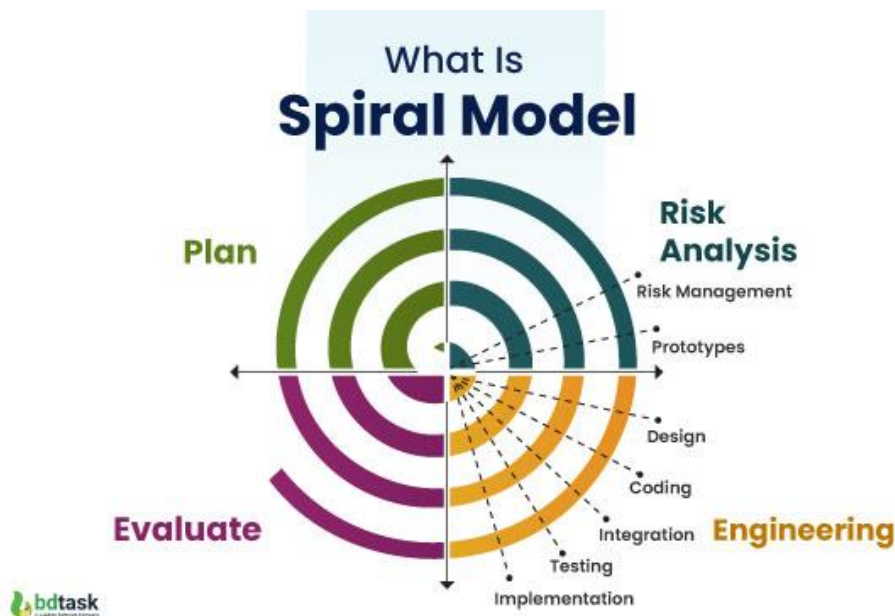 What Is
Spiral Model
Plan
Risk
Analysis
Risk Management
Prototypes
Design
Coding
Integration
Testing
Implementation
Engineering
Evaluate
bdtask